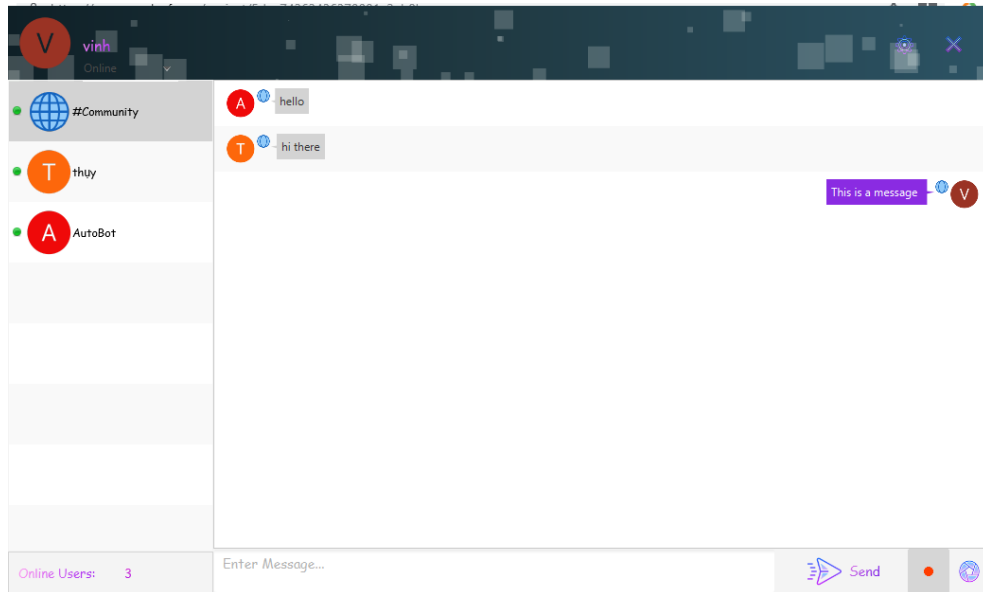 V
vinh
Online
#Community
T
thụy
A
AutoBot
A
hello
T
hi there
This is a message
V
Online Users: 3
Enter Message...
Send